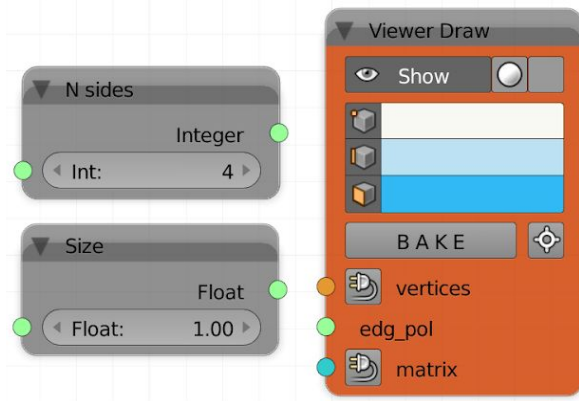 N sides
Integer
Int: 4
Size
Float
Float: 1.00
Viewer Draw
Show
BAKE
vertices
edg_pol
matrix